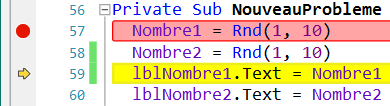 56 Private Sub NouveauProbleme
57 Nombre1 = Rnd(1, 10)
58 Nombre2 = Rnd(1, 10)
59 lblNombre1.Text = Nombre1
60 lblNombre2.Text = Nombre2